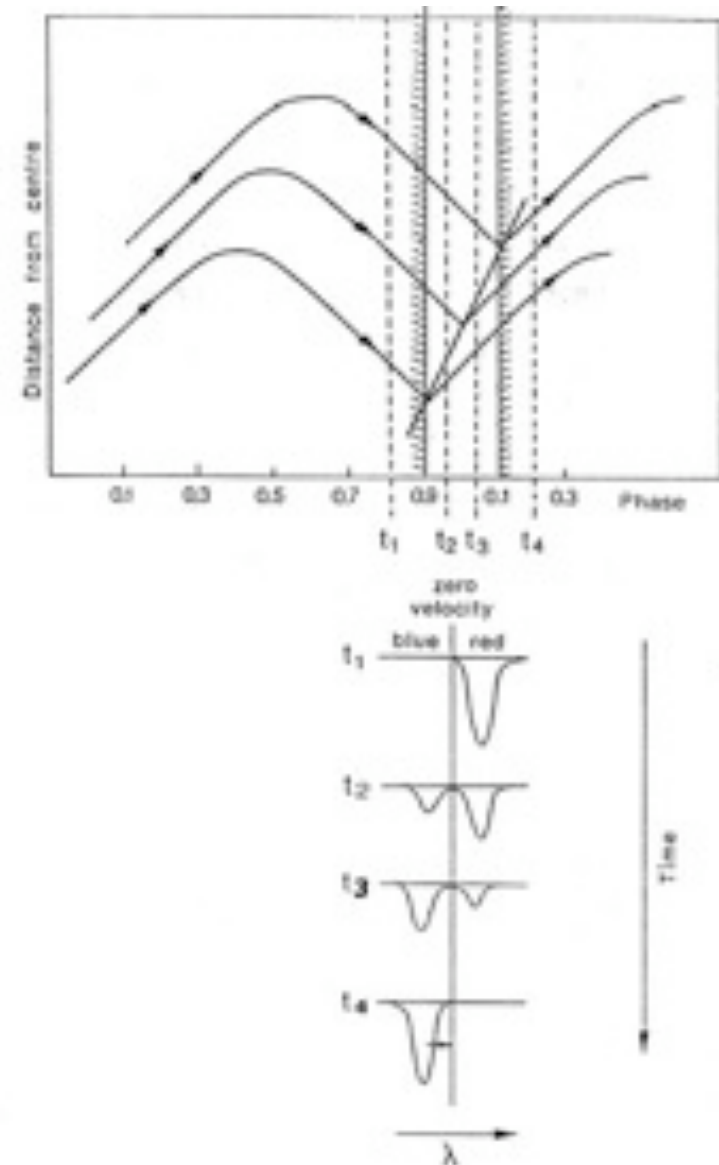 Distance from centre
0.1 0.3 0.5 0.7 0.9 0.1 0.3 Phase
t₁ t₂ t₃ t₄
zero
velocity
blue red
t₁
t₂
t₃
t₄
Time
λ